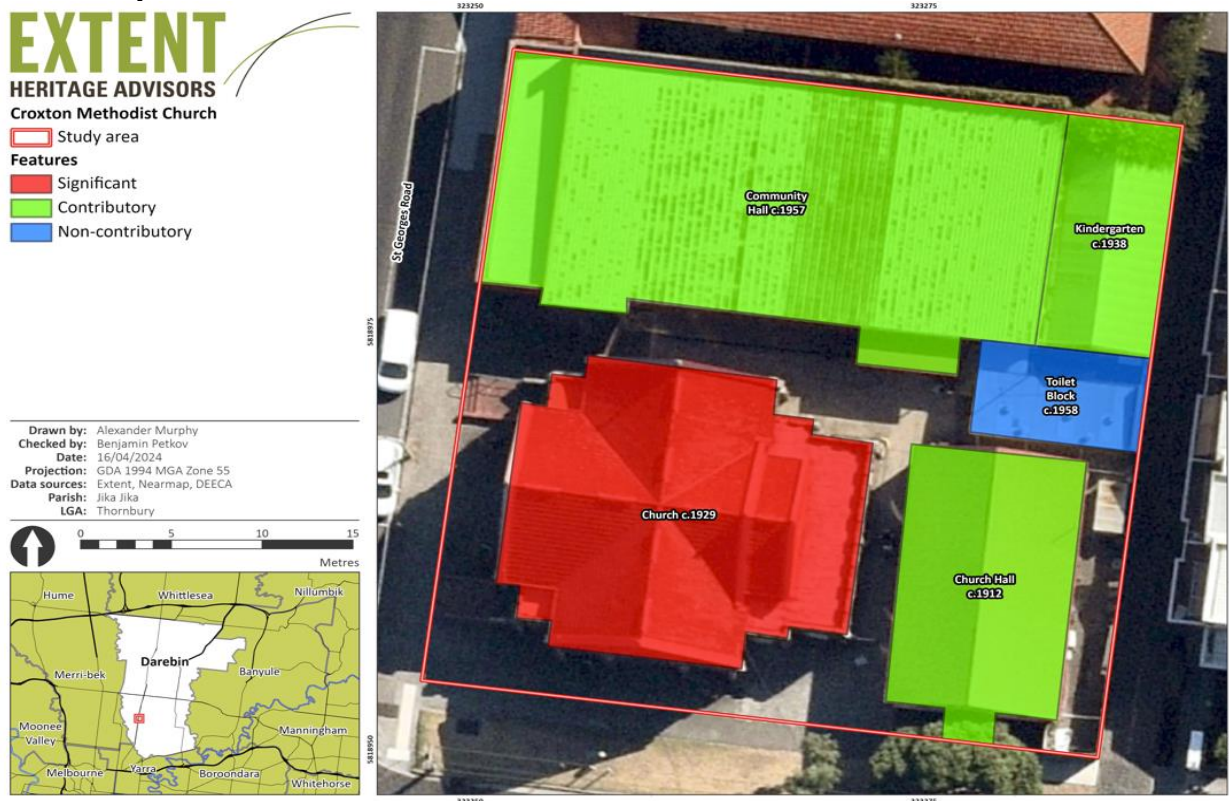 EXTENT
HERITAGE ADVISORS
Croxton Methodist Church
Study area
Features
Significant
Contributory
Non-contributory
Drawn by: Alexander Murphy
Checked by: Benjamin Petkov
Date: 16/04/2024
Projection: GDA 1994 MGA Zone 55
Data sources: Extent, Nearmap, DEECA
Parish: Jika Jika
LGA: Thornbury
0 5 10 15
Metres
Hume
Whittlesea
Nillumbik
Darebin
Merri-bek
Banyule
Moonee
Valley
Manningham
Melbourne
Yarra
Boroondara
Whitehorse
323250
323275
5818975
5818950
St Georges Road
Community
Hall c.1957
Kindergarten
c.1938
Toilet
Block
c.1958
Church c.1929
Church Hall
c.1912
323250
323275